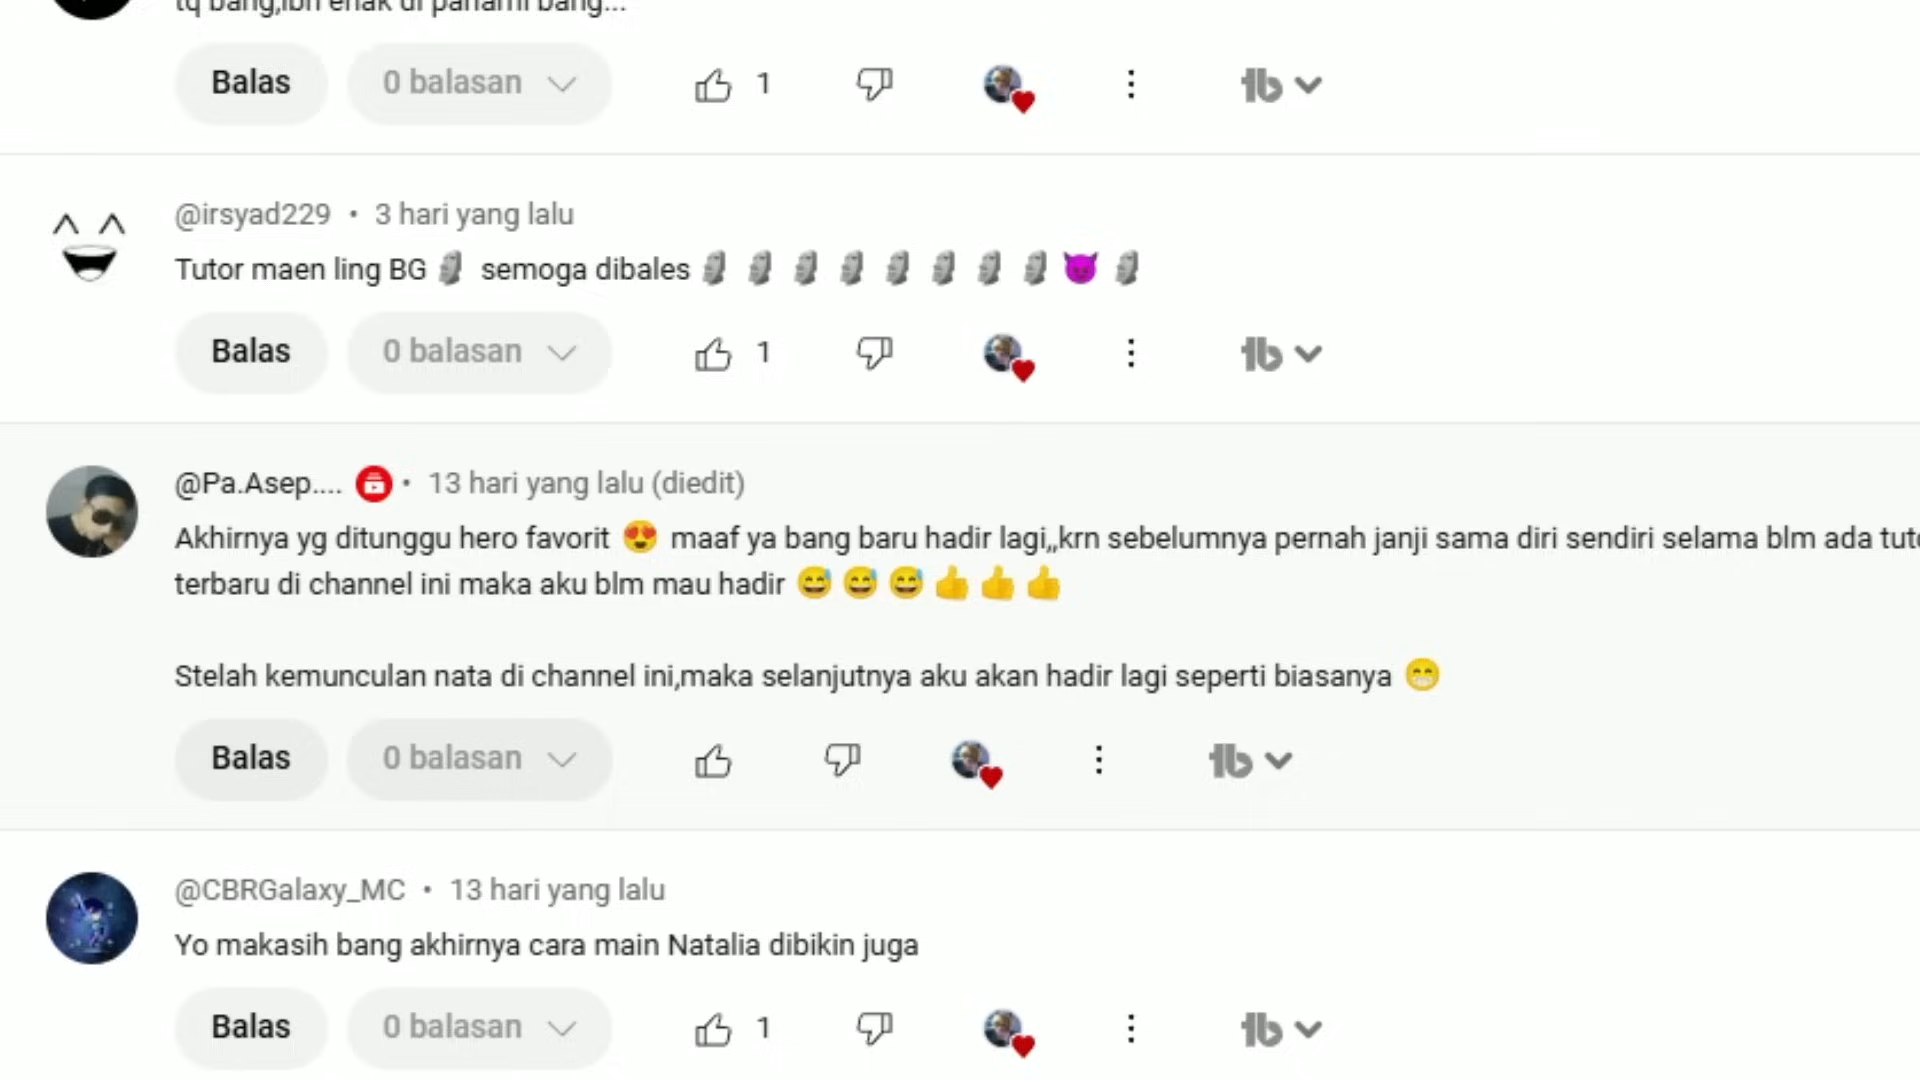 tq bang,lbh enak di pahami bang...
Balas 0 balasan 1
@irsyad229 • 3 hari yang lalu
Tutor maen ling BG 🗿 semoga dibales 🗿 🗿 🗿 🗿 🗿 🗿 🗿 🗿 😈 🗿
Balas 0 balasan 1
@Pa.Asep.... • 13 hari yang lalu (diedit)
Akhirnya yg ditunggu hero favorit 😍 maaf ya bang baru hadir lagi,,krn sebelumnya pernah janji sama diri sendiri selama blm ada
terbaru di channel ini maka aku blm mau hadir 😅 😅 😅 👍 👍 👍
Stelah kemunculan nata di channel ini,maka selanjutnya aku akan hadir lagi seperti biasanya 😁
Balas 0 balasan
@CBRGalaxy_MC • 13 hari yang lalu
Yo makasih bang akhirnya cara main Natalia dibikin juga
Balas 0 balasan 1